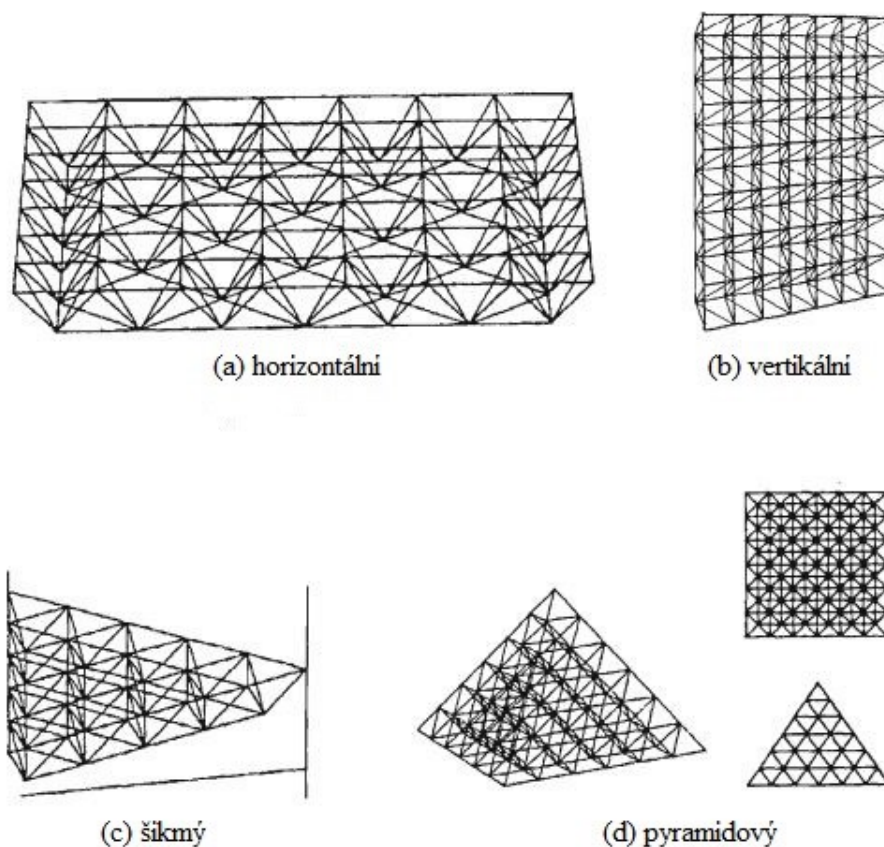 (a) horizontální
(b) vertikální
(c) šikmý
(d) pyramidový